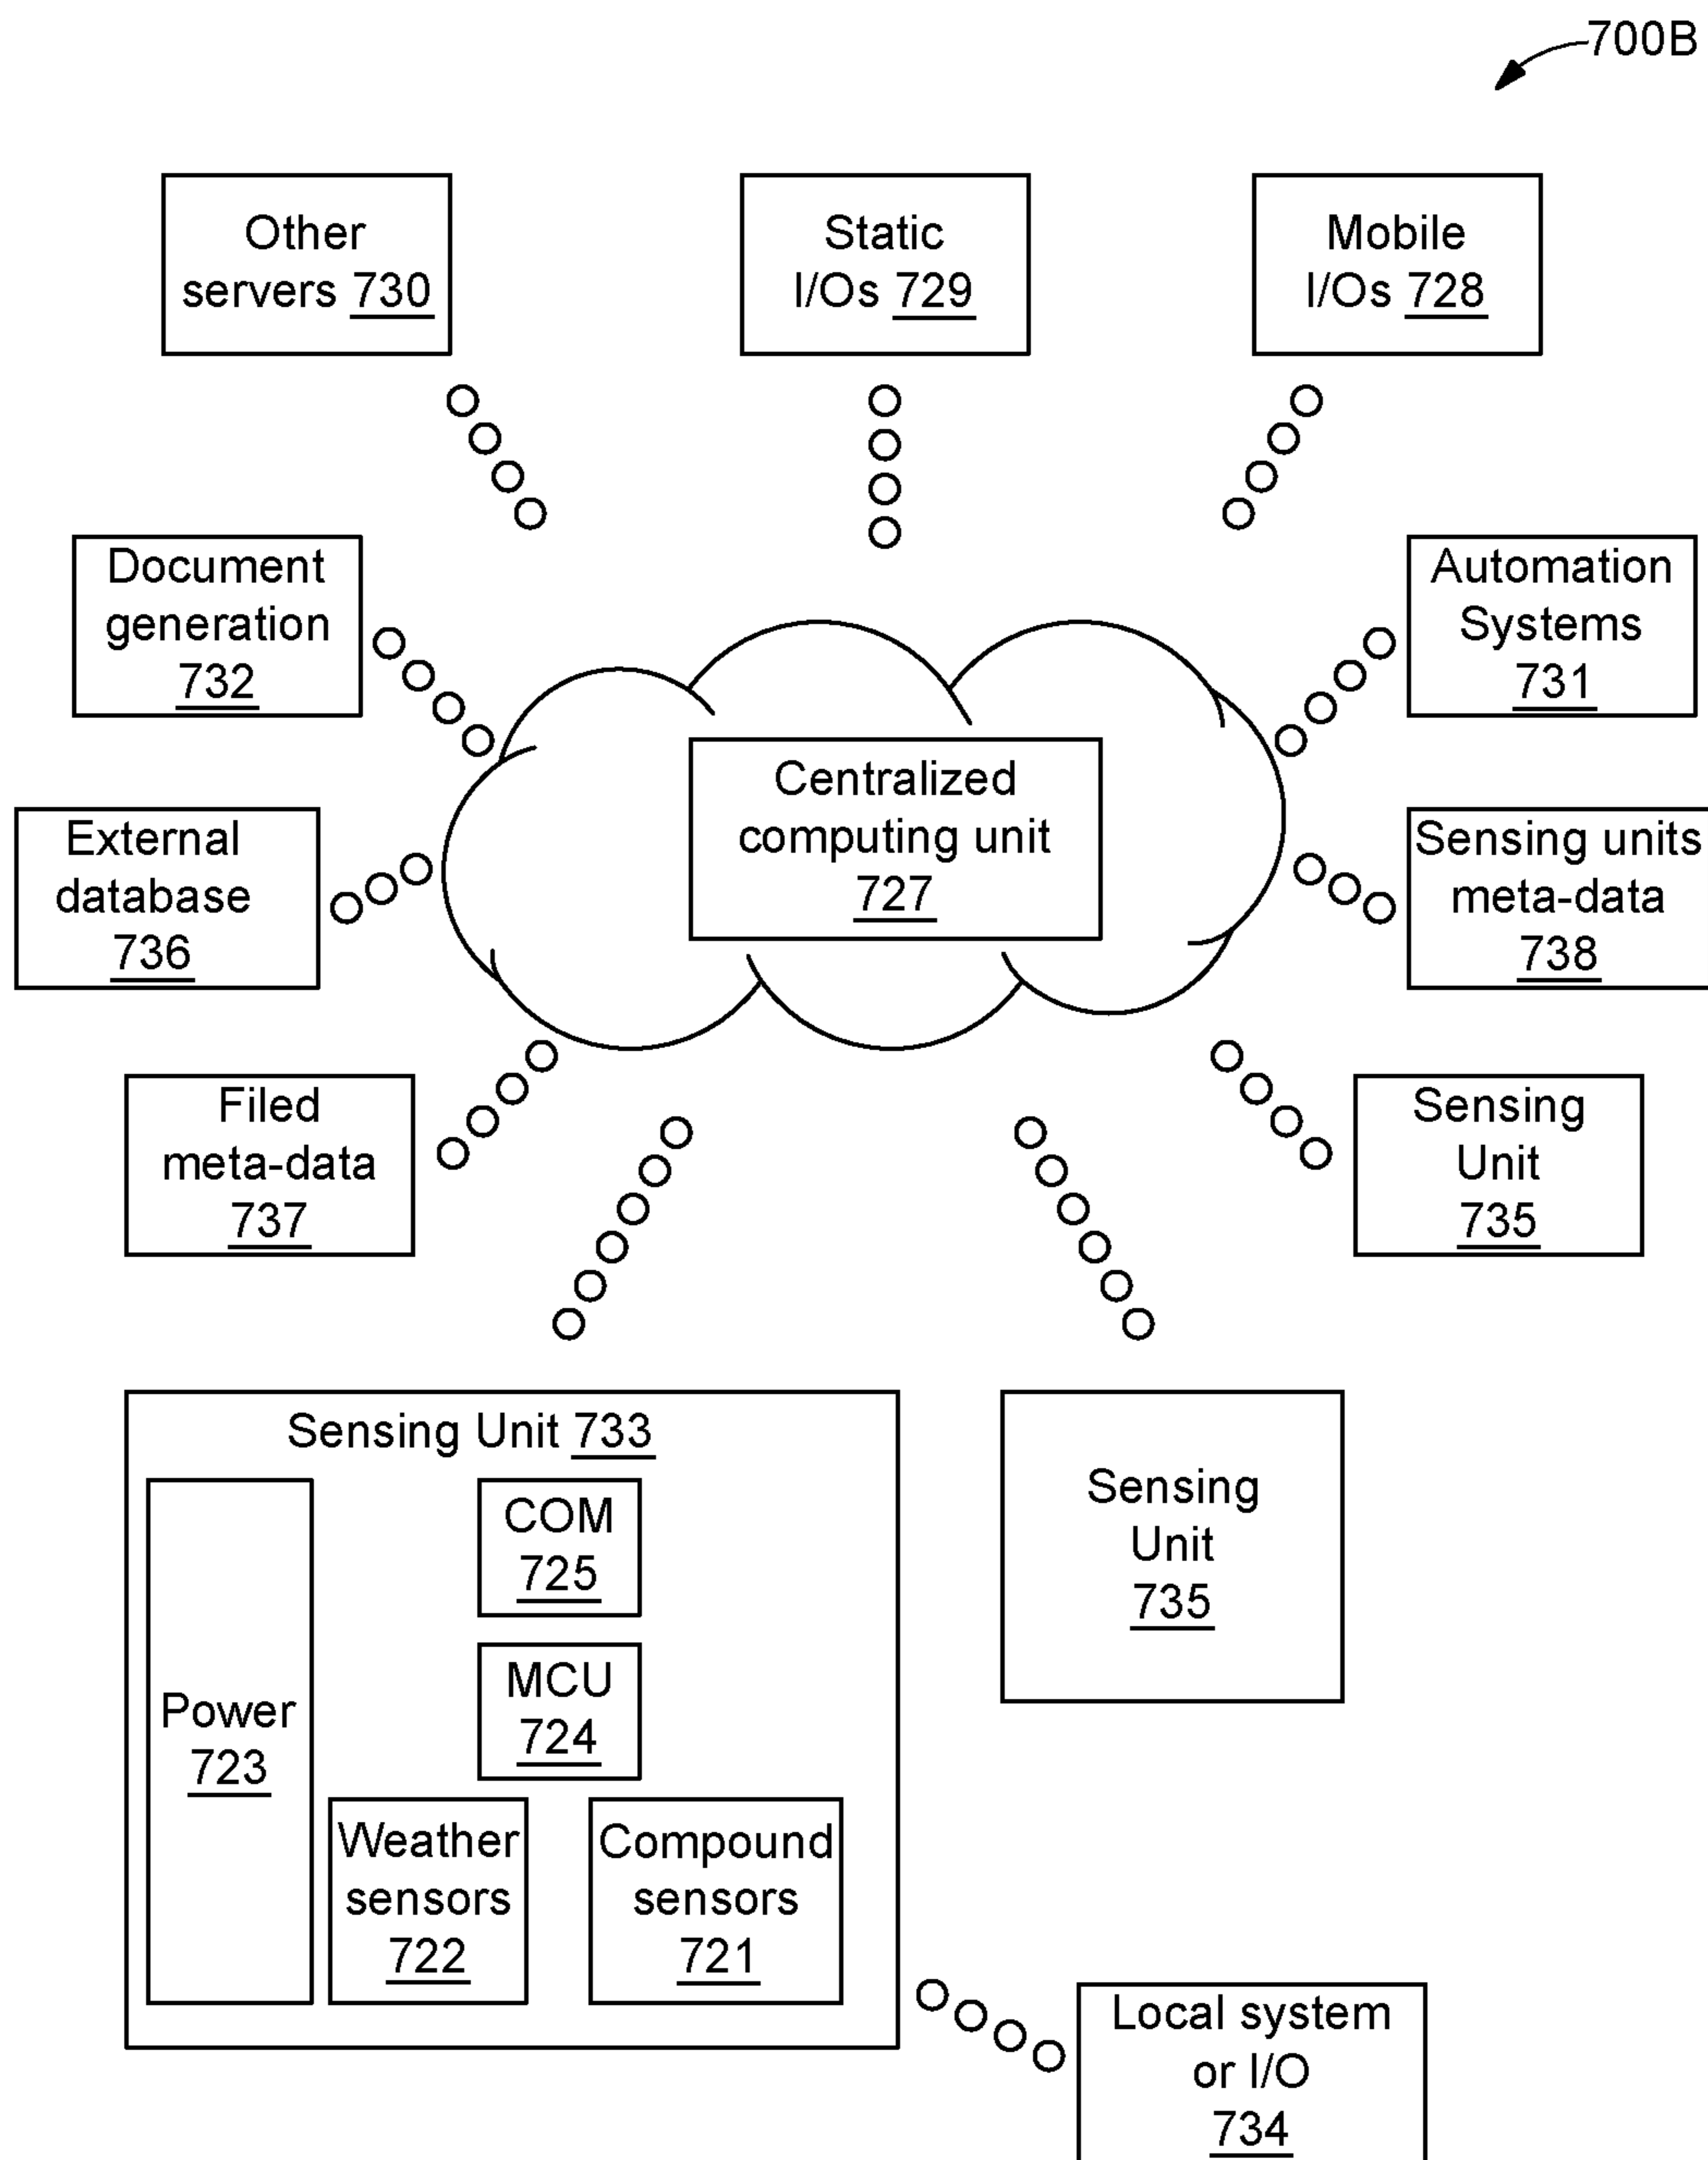 700B
Other
servers 730
Static
I/Os 729
Mobile
I/Os 728
Document
generation
732
Automation
Systems
731
Centralized
computing unit
727
External
database
736
Sensing units
meta-data
738
Filed
meta-data
737
Sensing
Unit
735
Sensing Unit 733
COM
725
MCU
724
Power
723
Weather
sensors
722
Compound
sensors
721
Sensing
Unit
735
Local system
or I/O
734